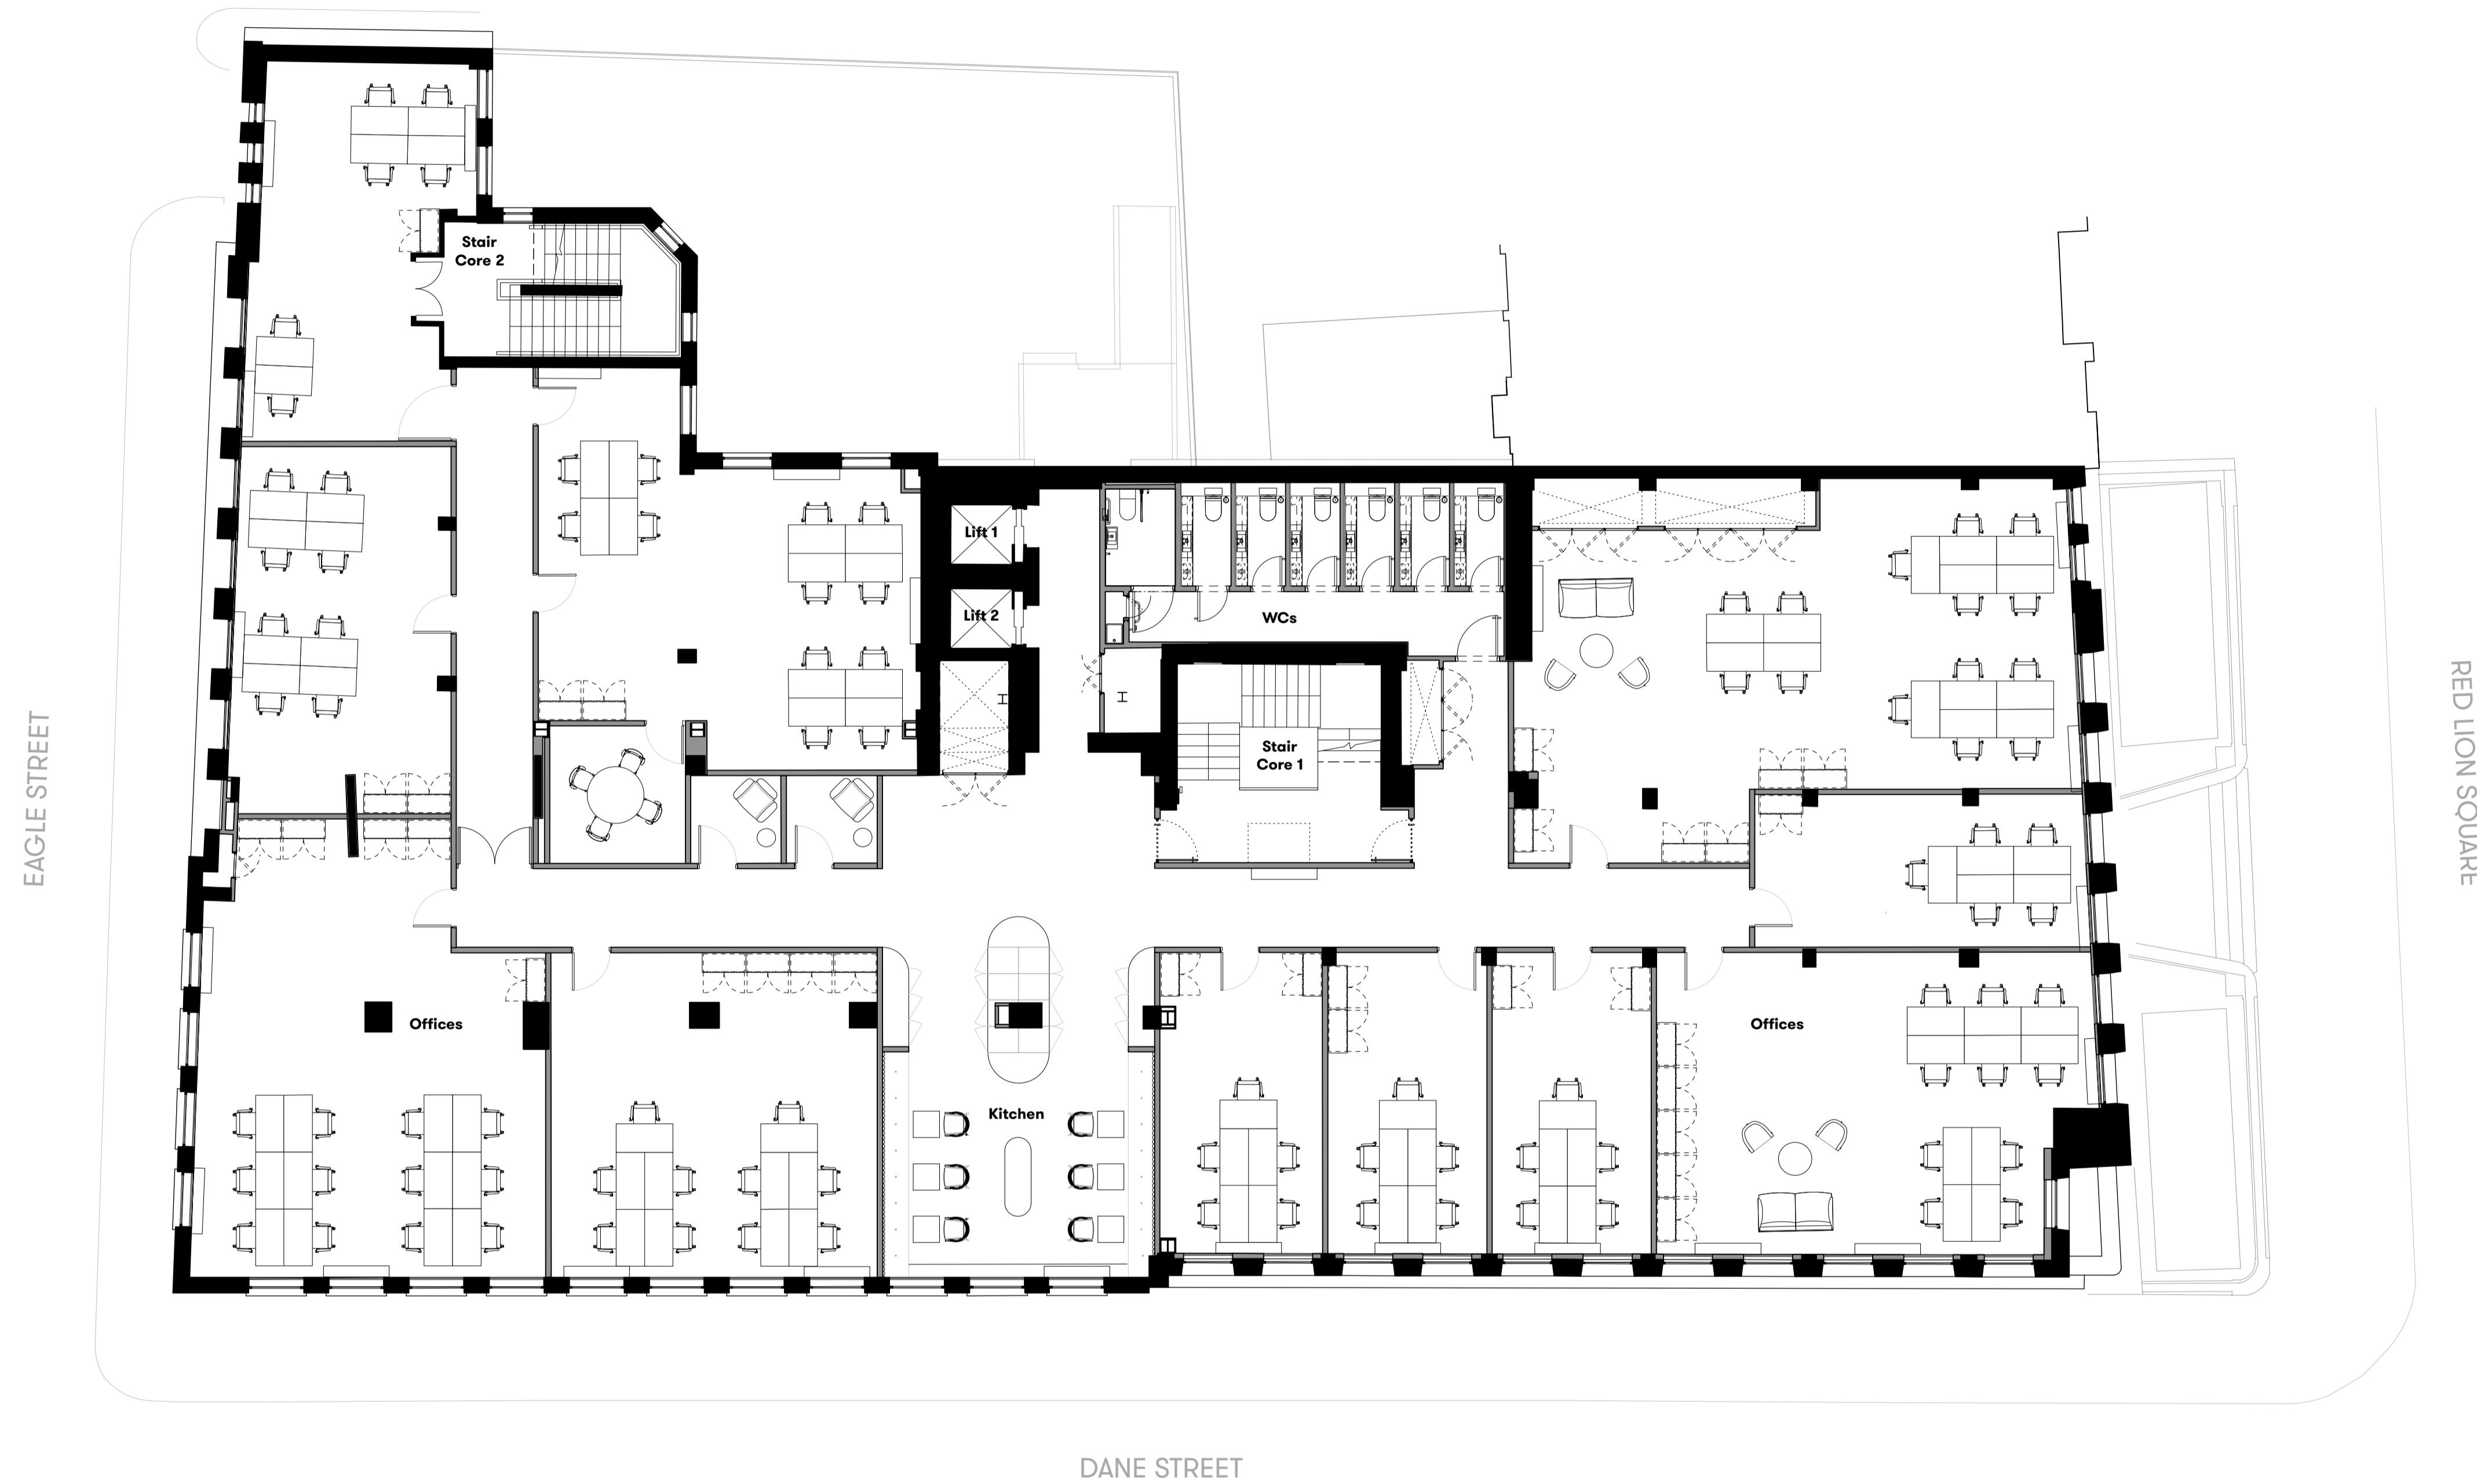 Stair
Core 2
Lift 1
Lift 2
WCs
Stair
Core 1
EAGLE STREET
RED LION SQUARE
Offices
Kitchen
Offices
DANE STREET